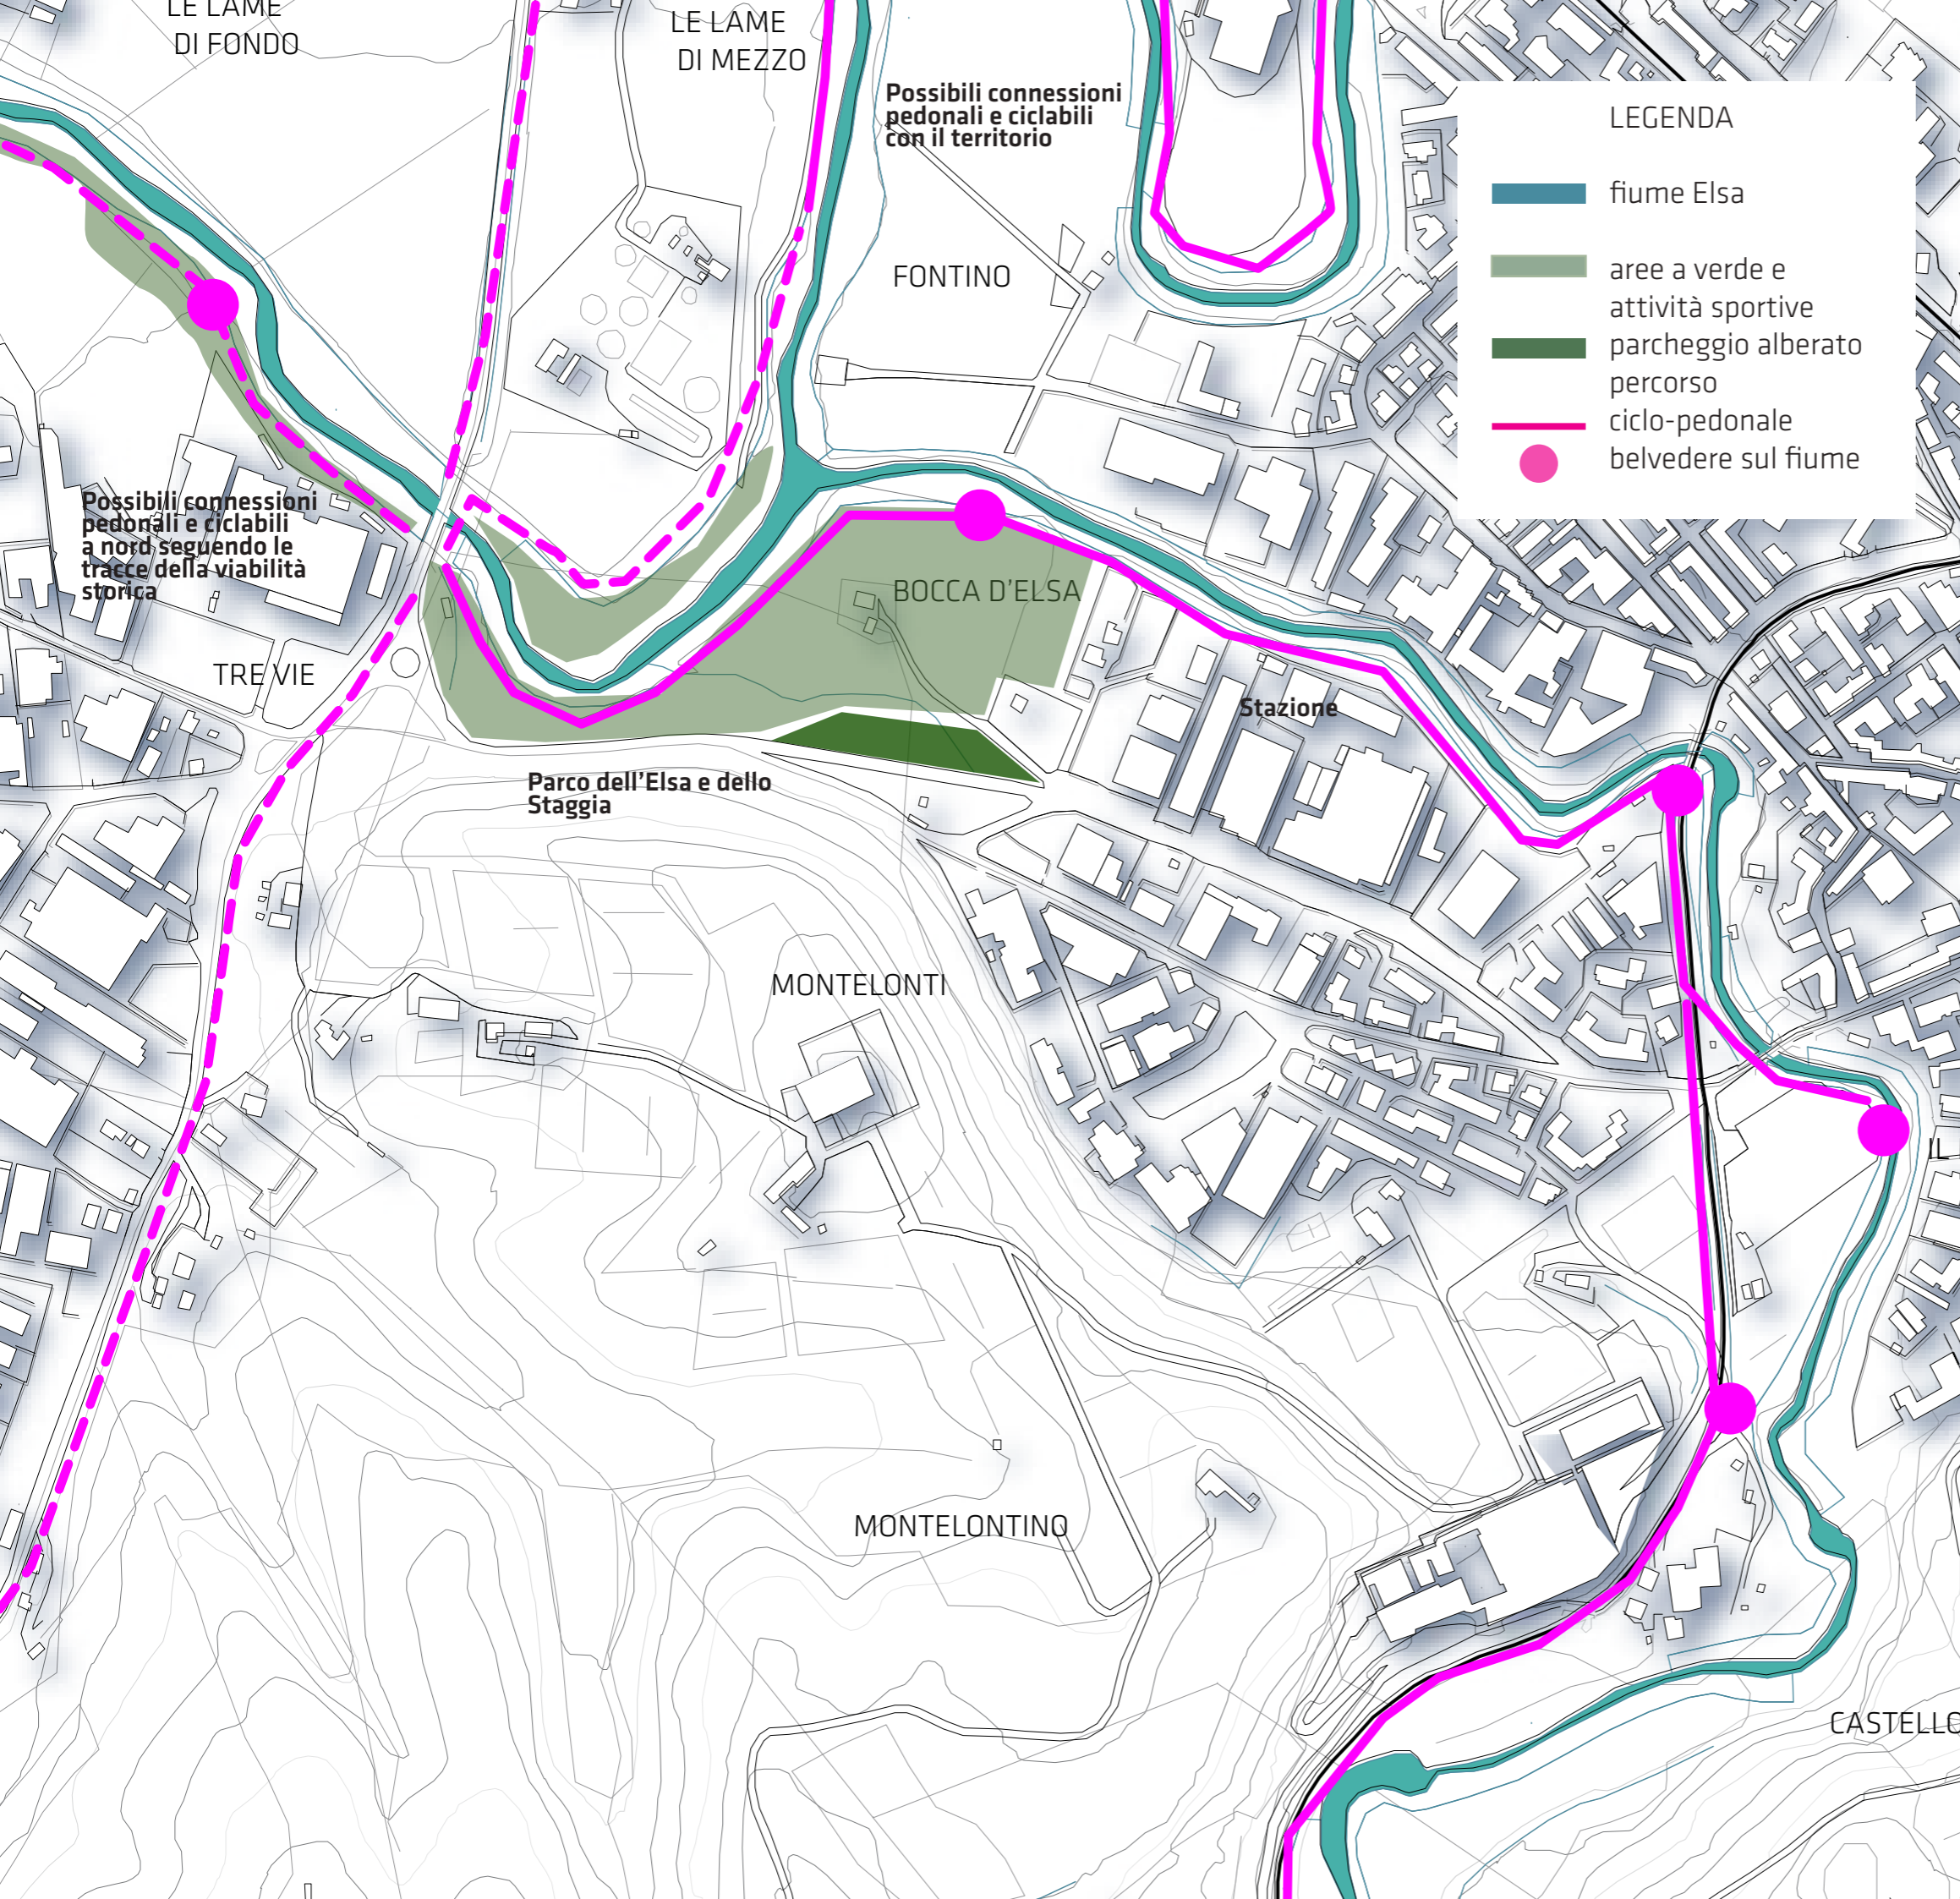 LE LAME
DI FONDO
LE LAME
DI MEZZO
Possibili connessioni
pedonali e ciclabili
con il territorio
LEGENDA
fiume Elsa
aree a verde e
attività sportive
parcheggio alberato
percorso
ciclo-pedonale
belvedere sul fiume
FONTINO
Possibili connessioni
pedonali e ciclabili
a nord seguendo le
tracce della viabilità
storica
BOCCA D'ELSA
TRE VIE
Stazione
Parco dell'Elsa e dello
Staggia
MONTELONTI
IL
MONTELONTINO
CASTELLO